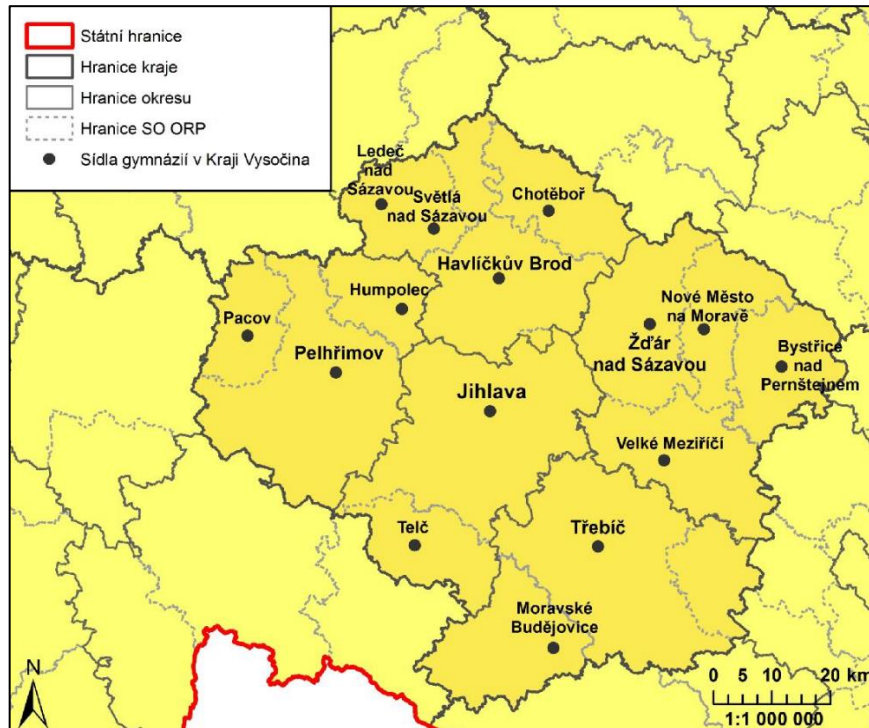 Státní hranice
Hranice kraje
Hranice okresu
Hranice SO ORP
Sídla gymnázií v Kraji Vysočina
Ledeč
nad
Sázavou
Světlá
nad Sázavou
Chotěboř
Havlíčkův Brod
Humpolec
Pacov
Pelhřimov
Nové Město
na Moravě
Žďár
nad Sázavou
Bystřice
nad
Pernštejnem
Jihlava
Velké Meziříčí
Telč
Třebíč
Moravské
Budějovice
N
0 5 10 20 km
1:1 000 000